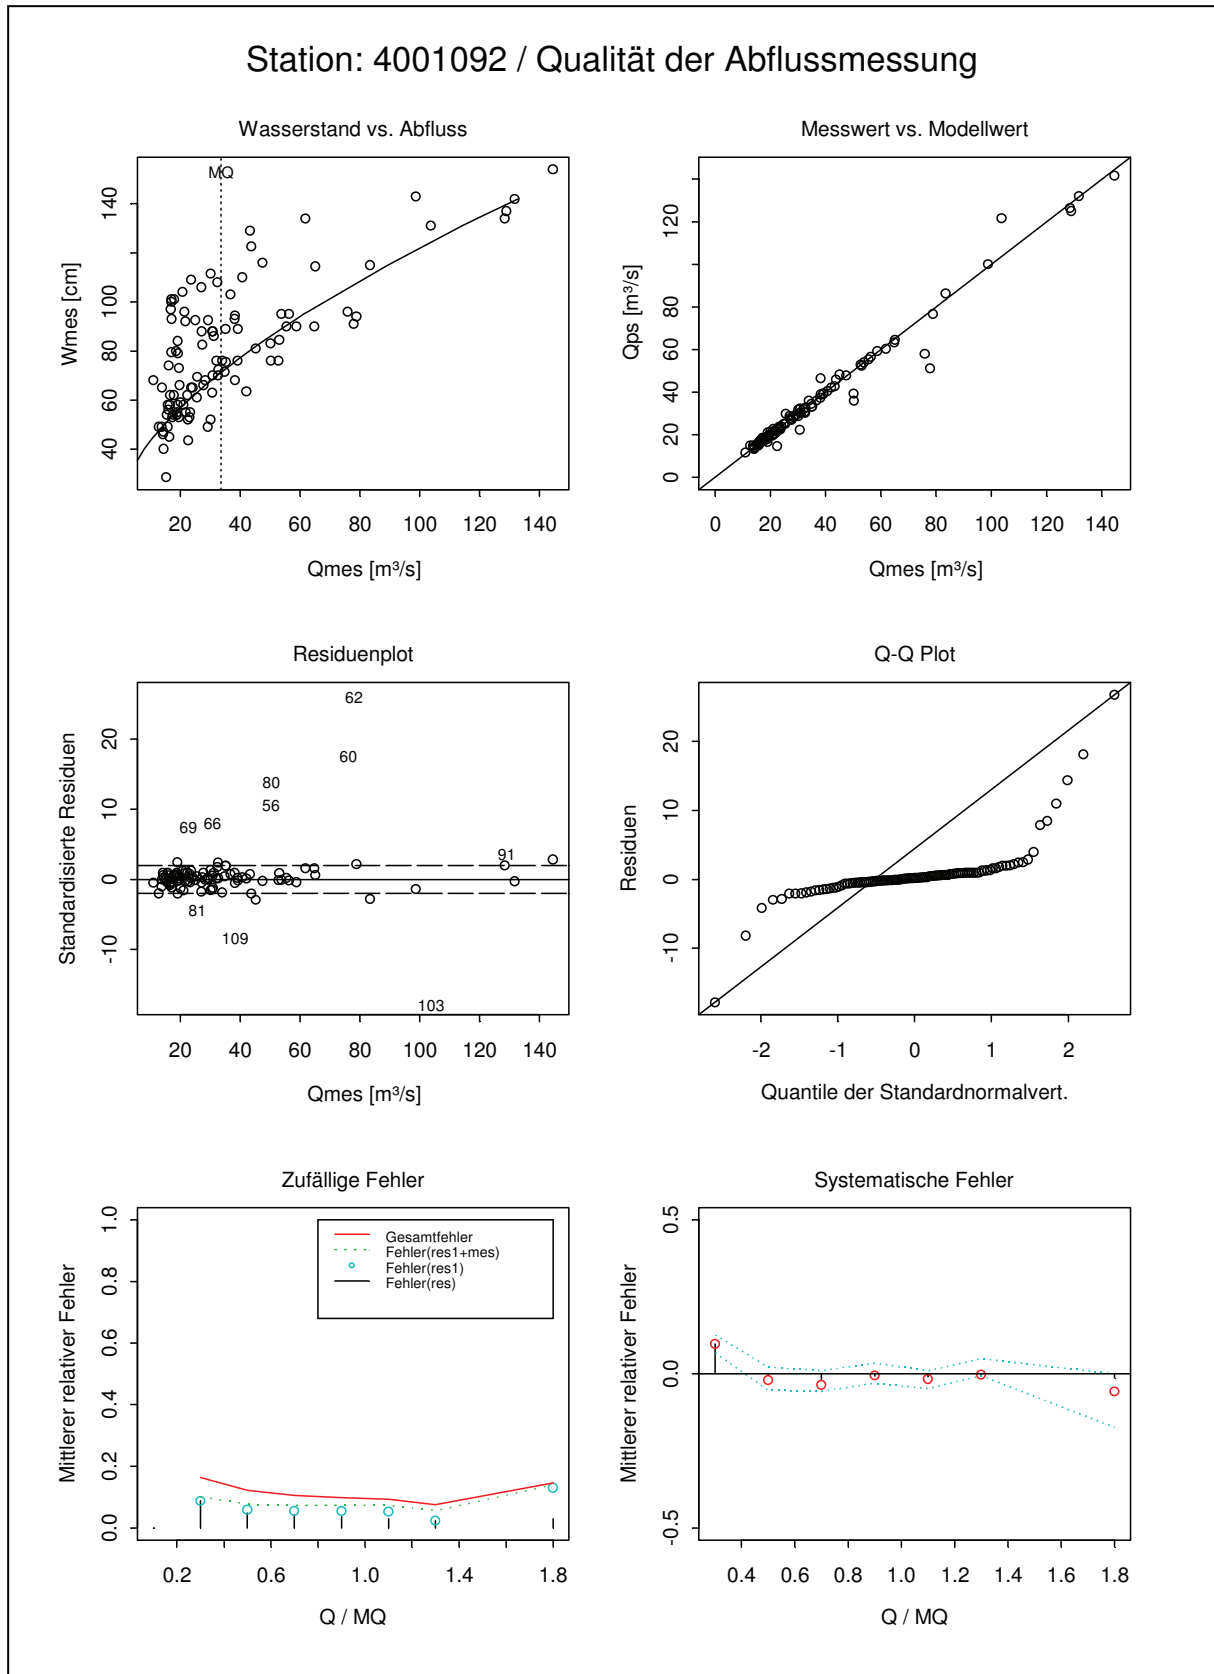 Station: 4001092 / Qualität der Abflussmessung
Wasserstand vs. Abfluss
MQ
Wmes [cm]
40 60 80 100 140
20 40 60 80 100 120 140
Qmes [m³/s]
Messwert vs. Modellwert
Qps [m³/s]
0 20 40 60 80 120
0 20 40 60 80 100 120 140
Qmes [m³/s]
Residuenplot
Standardisierte Residuen
-10 0 10 20
62
60
80
56
69 66
91
81
109
103
20 40 60 80 100 120 140
Qmes [m³/s]
Q-Q Plot
Residuen
-10 0 10 20
-2 -1 0 1 2
Quantile der Standardnormalvert.
Zufällige Fehler
Mittlerer relativer Fehler
0.0 0.2 0.4 0.6 0.8 1.0
Gesamtfehler
Fehler(res1+mes)
Fehler(res1)
Fehler(res)
0.2 0.6 1.0 1.4 1.8
Q / MQ
Systematische Fehler
Mittlerer relativer Fehler
-0.5 0.0 0.5
0.4 0.6 0.8 1.0 1.2 1.4 1.6 1.8
Q / MQ